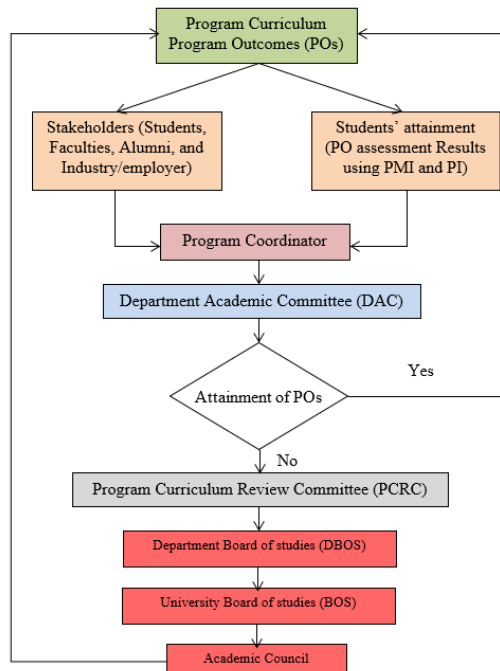 Program Curriculum
Program Outcomes (POs)
Stakeholders (Students,
Faculties, Alumni, and
Industry/employer)
Students’ attainment
(PO assessment Results
using PMI and PI)
Program Coordinator
Department Academic Committee (DAC)
Attainment of POs
Yes
No
Program Curriculum Review Committee (PCRC)
Department Board of studies (DBOS)
University Board of studies (BOS)
Academic Council